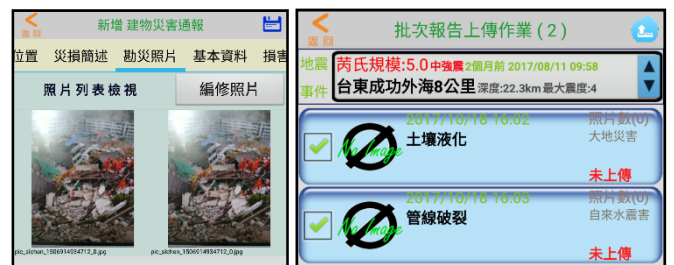 返回
新增 建物災害通報
位置 災損簡述 勘災照片 基本資料 損害
照片列表檢視
編修照片
pic_slchen_1506914934712_0.jpg
pic_slchen_1506914934712_0.jpg
返回
批次報告上傳作業(2)
地震事件
芮氏規模:5.0中強震2個月前 2017/08/11 09:58
台東成功外海8公里 深度:22.3km 最大震度:4
2017/10/18 16:02 照片數(0)
No Image
土壤液化
大地災害
未上傳
2017/10/18 16:03 照片數(0)
No Image
管線破裂
自來水震害
未上傳